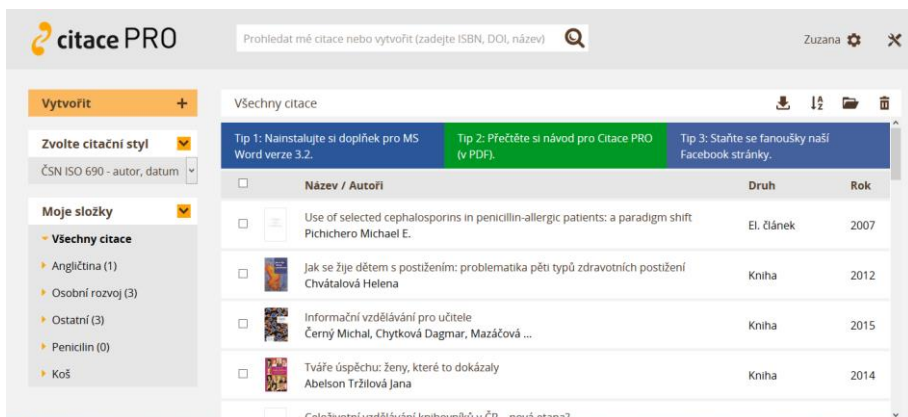 citace PRO
Prohledat mé citace nebo vytvořit (zadejte ISBN, DOI, název)
Zuzana
Vytvořit +
Všechny citace
Zvolte citační styl
ČSN ISO 690 - autor, datum
Tip 1: Nainstalujte si doplněk pro MS
Word verze 3.2.
Tip 2: Přečtěte si návod pro Citace PRO
(v PDF).
Tip 3: Staňte se fanoušky naší
Facebook stránky.
Název / Autoři Druh Rok
Moje složky
Všechny citace
Angličtina (1)
Osobní rozvoj (3)
Ostatní (3)
Penicilin (0)
Koš
Use of selected cephalosporins in penicillin-allergic patients: a paradigm shift
Pichichero Michael E.
El. článek 2007
Jak se žije dětem s postižením: problematika pěti typů zdravotních postižení
Chvátalová Helena
Kniha 2012
Informační vzdělávání pro učitele
Černý Michal, Chytková Dagmar, Mazáčová ...
Kniha 2015
Tváře úspěchu: ženy, které to dokázaly
Abelson Tržilová Jana
Kniha 2014
Celoživotní vzdělávání knihovníků v ČR – nová etapa?